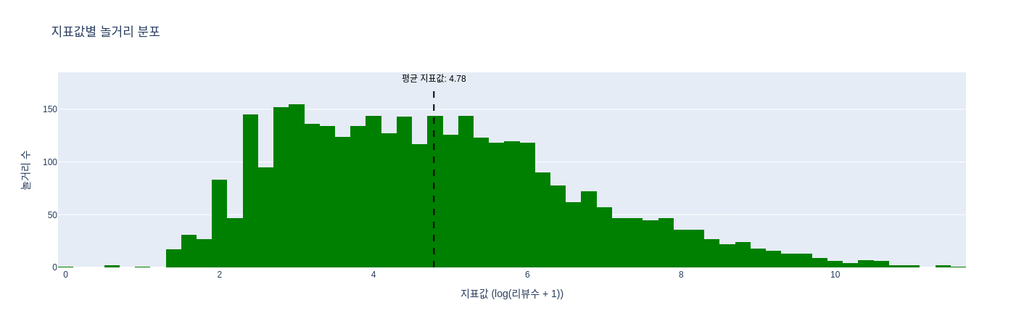 지표값별 놀거리 분포
평균 지표값: 4.78
놀거리 수
150
100
50
0
0 2 4 6 8 10
지표값 (log(리뷰수 + 1))